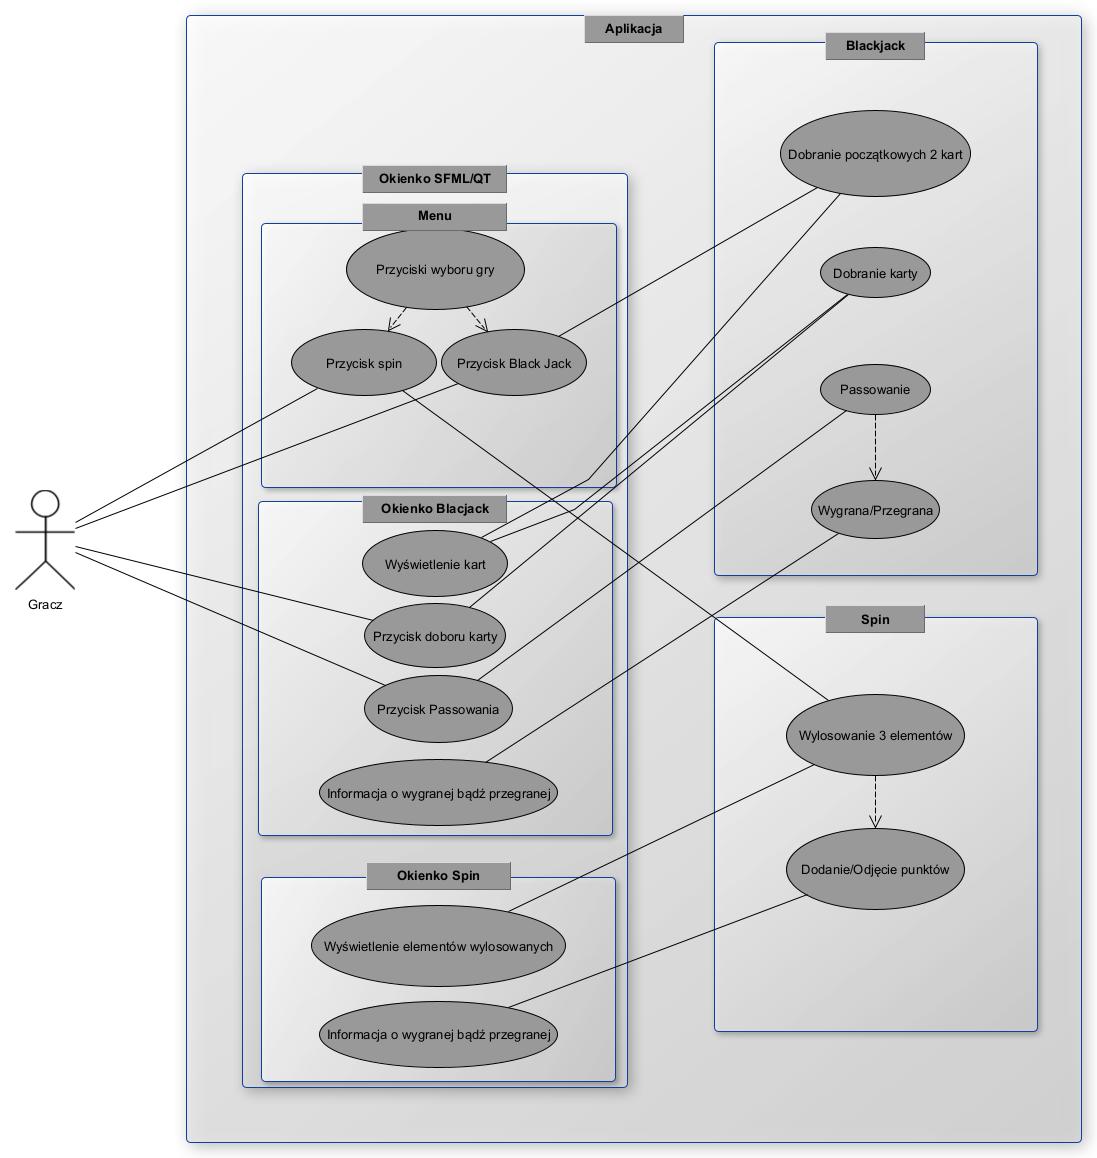 Aplikacja
Okienko SFML/QT
Menu
Przyciski wyboru gry
Przycisk spin
Przycisk Black Jack
Okienko Blacjack
Wyświetlenie kart
Przycisk doboru karty
Przycisk Passowania
Informacja o wygranej bądź przegranej
Okienko Spin
Wyświetlenie elementów wylosowanych
Informacja o wygranej bądź przegranej
Blackjack
Dobranie początkowych 2 kart
Dobranie karty
Passowanie
Wygrana/Przegrana
Spin
Wylosowanie 3 elementów
Dodanie/Odjęcie punktów
Gracz